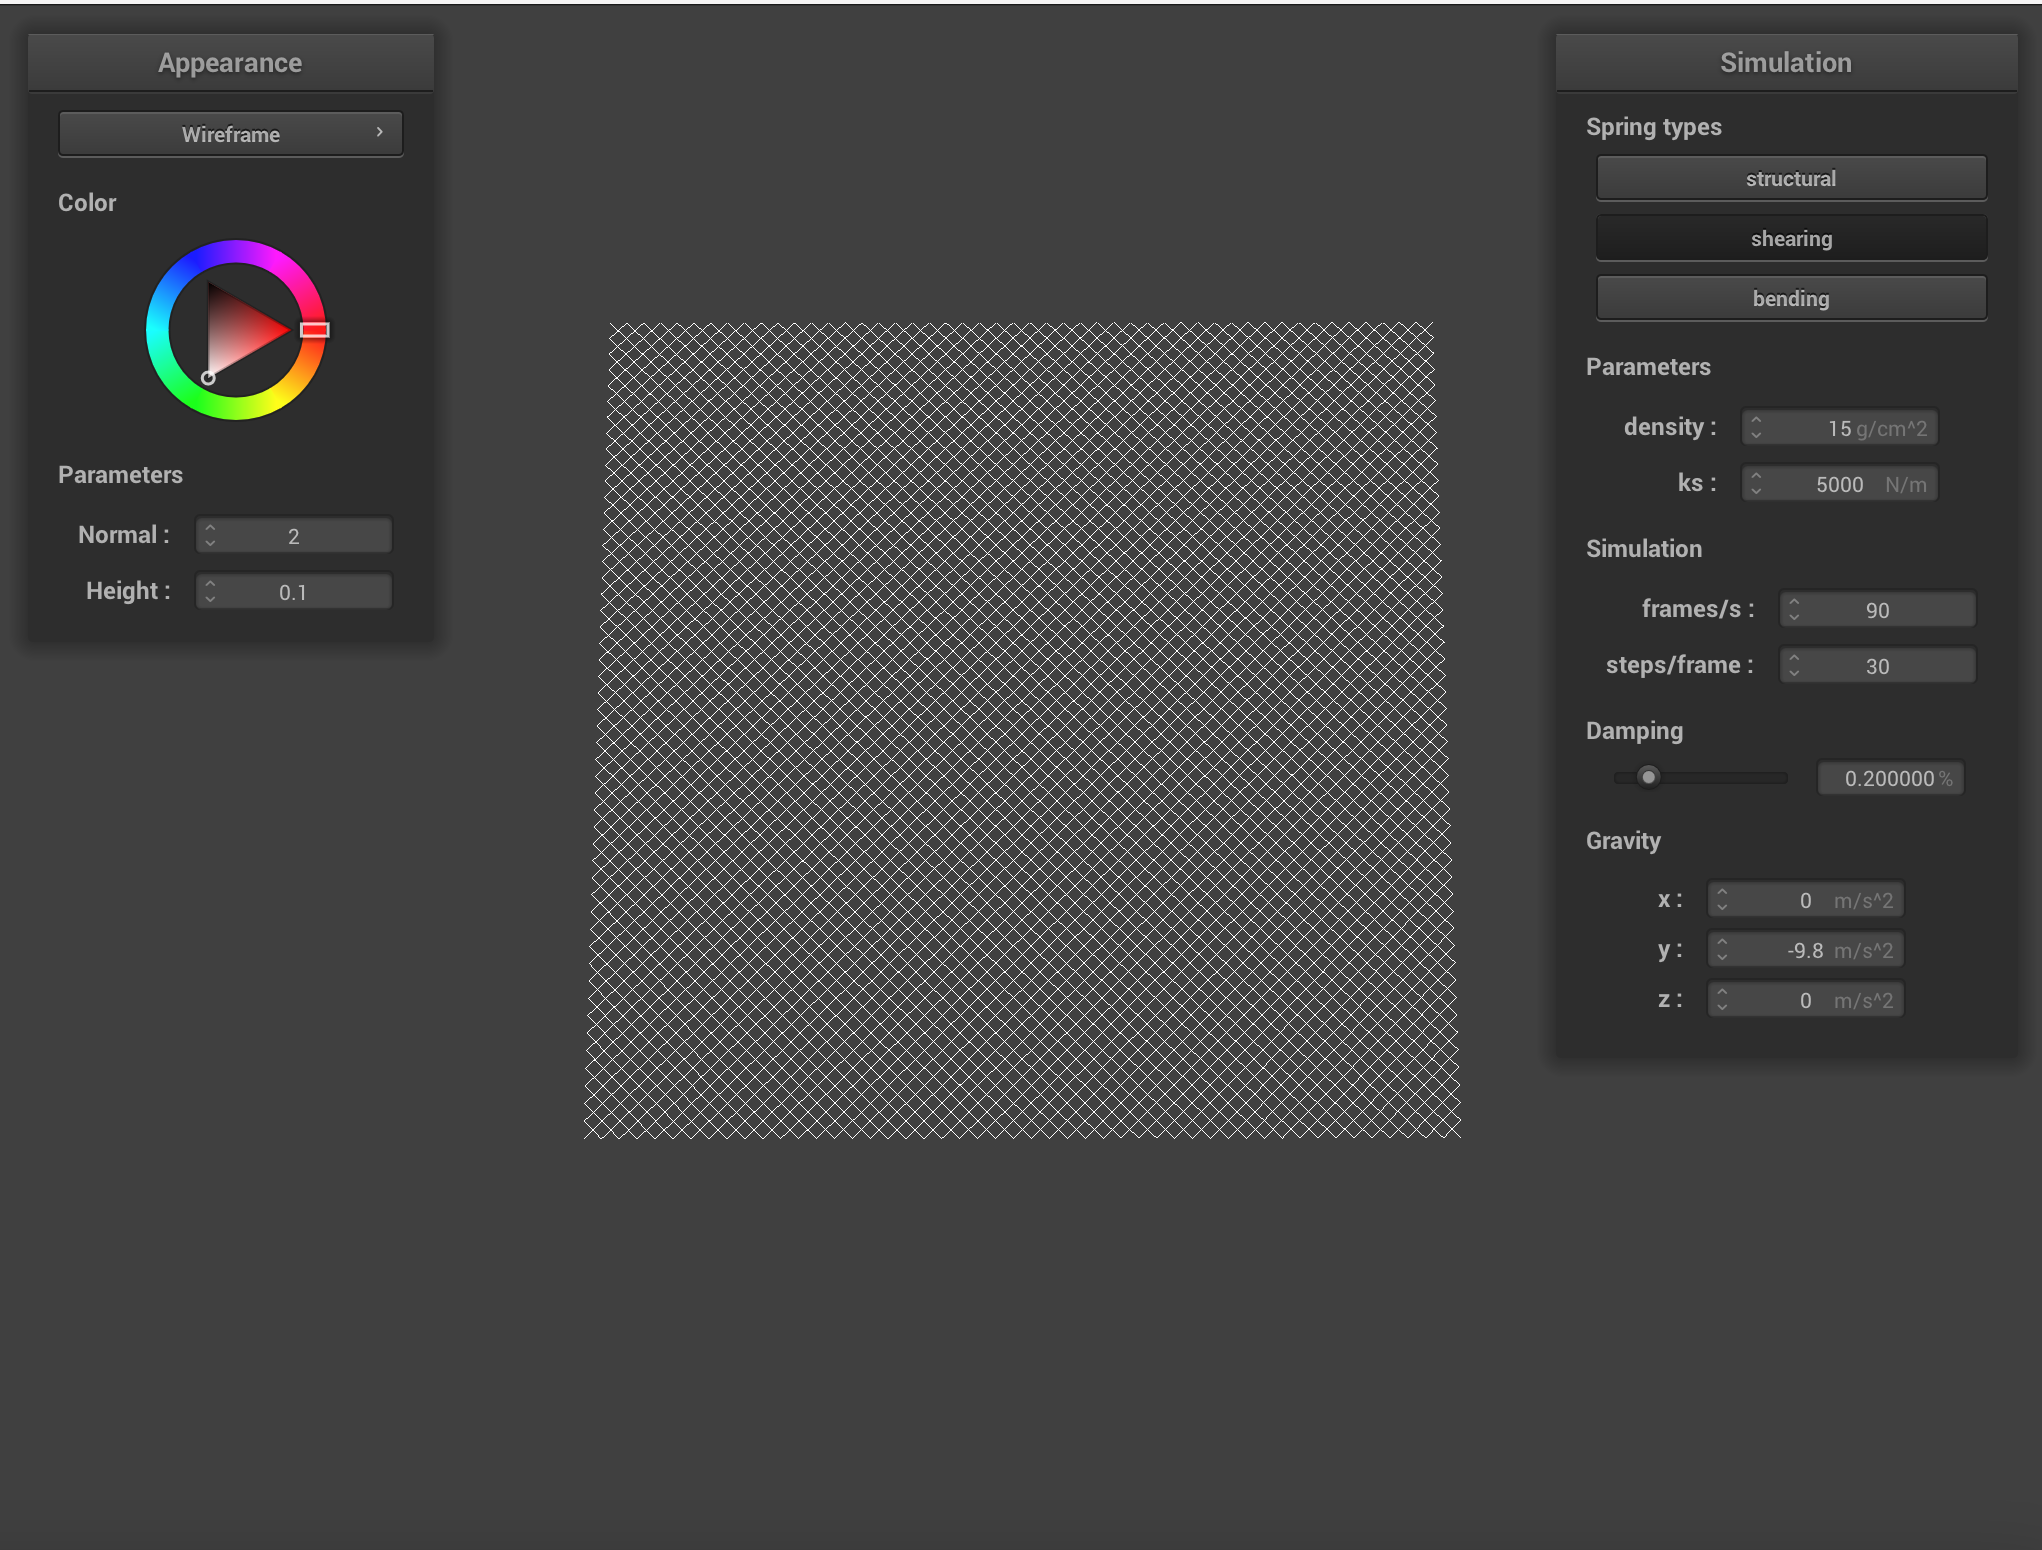 Appearance
Wireframe
Color
Parameters
Normal : 2
Height : 0.1
Simulation
Spring types
structural
shearing
bending
Parameters
density : 15 g/cm^2
ks : 5000 N/m
Simulation
frames/s : 90
steps/frame : 30
Damping
0.200000 %
Gravity
x : 0 m/s^2
y : -9.8 m/s^2
z : 0 m/s^2